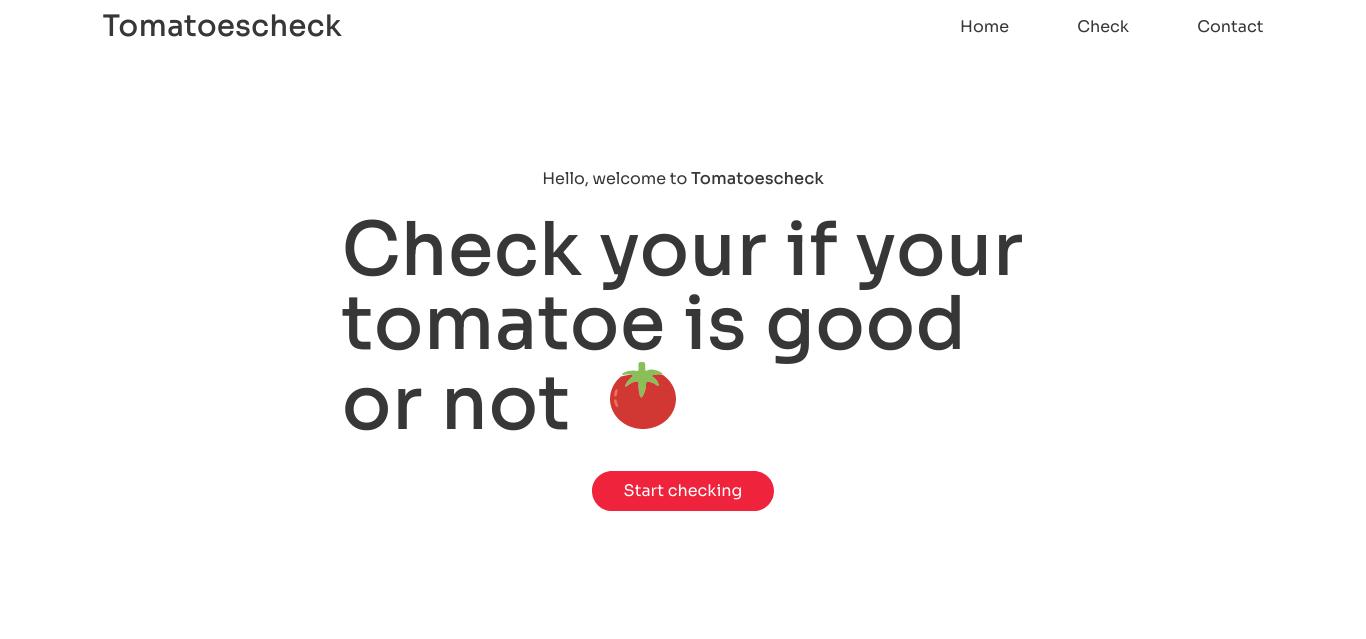 Tomatoescheck
Home Check Contact
Hello, welcome to Tomatoescheck
Check your if your
tomatoe is good
or not
Start checking